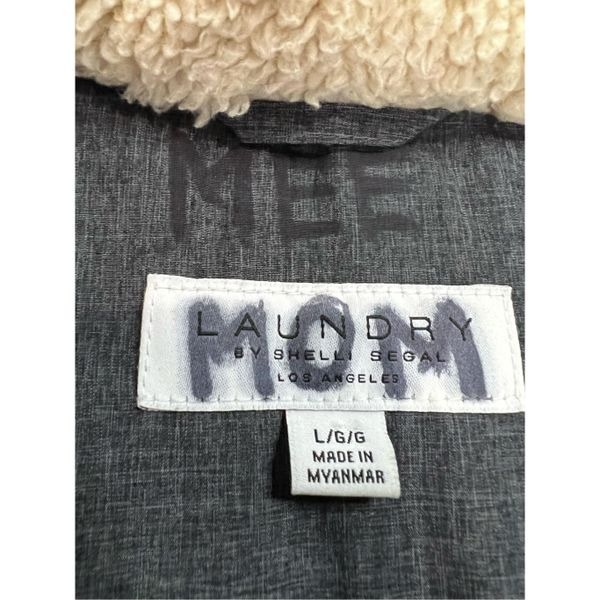 MEE
LAUNDRY
BY SHELLI SEGAL
MOM
LOS ANGELES
L/G/G
MADE IN
MYANMAR